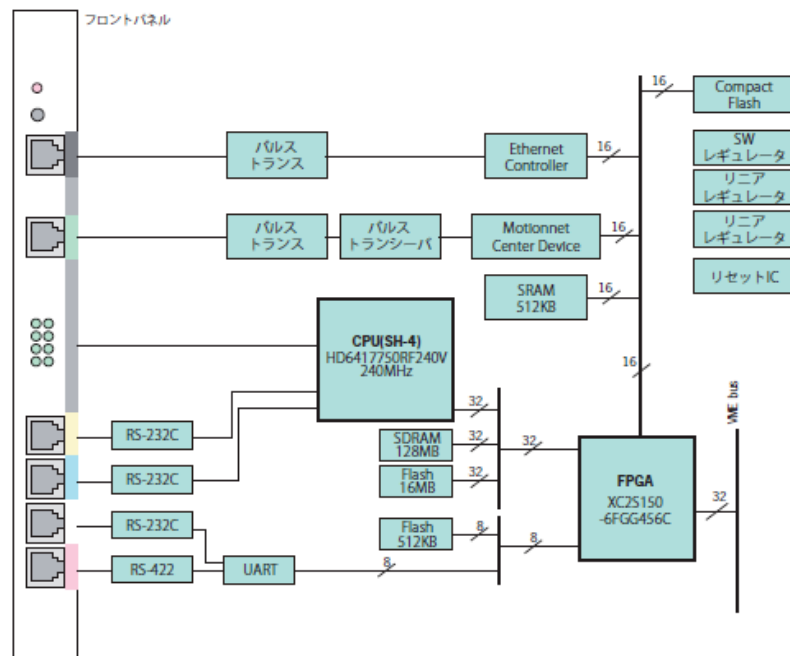 フロントパネル
16
Compact
Flash
パルス
トランス
Ethernet
Controller
16
SW
レギュレータ
リニア
レギュレータ
パルス
トランス
パルス
トランシーバ
Motionnet
Center Device
16
リニア
レギュレータ
SRAM
512KB
16
リセットIC
CPU(SH-4)
HD6417750RF240V
240MHz
16
VME bus
32
RS-232C
SDRAM
128MB
32
32
RS-232C
Flash
16MB
32
FPGA
XC2S150
-6FGG456C
32
RS-232C
Flash
512KB
8
8
RS-422
UART
8